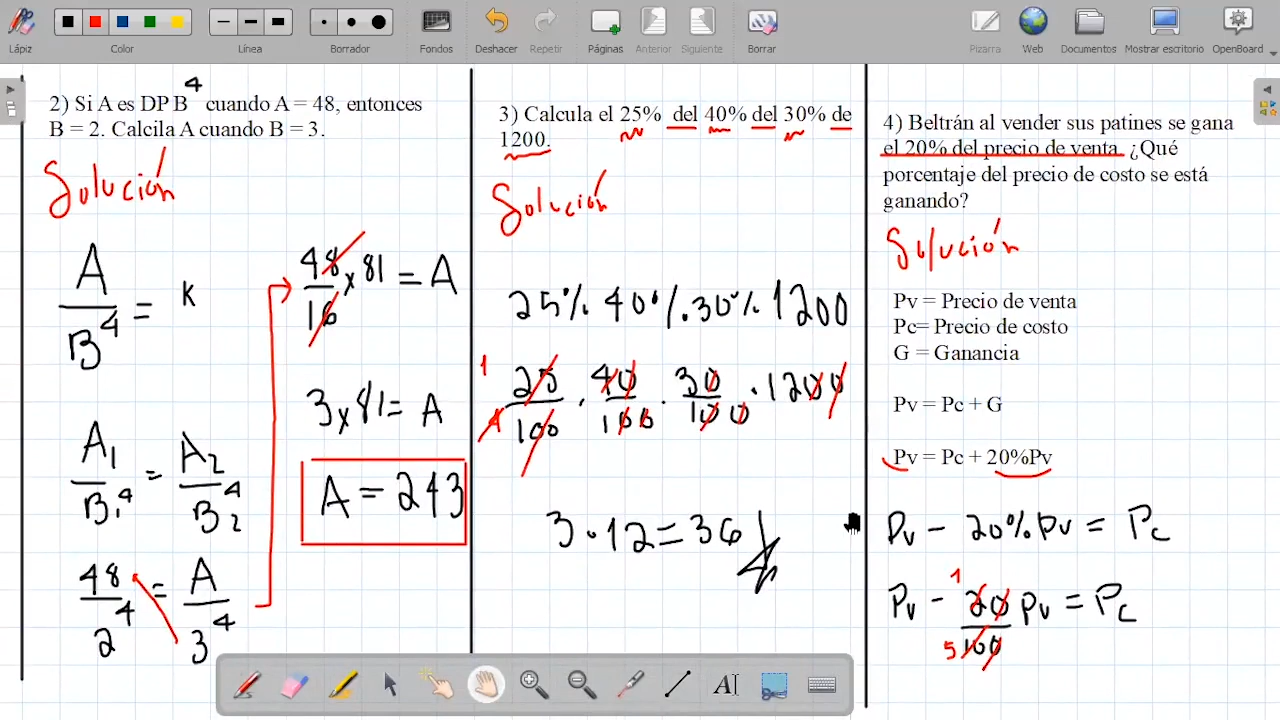 Lápiz Color Línea Borrador Fondos Deshacer Repetir Páginas Anterior Siguiente Borrar Pizarra Web Documentos Mostrar escritorio OpenBoard
2) Si A es DP B⁴ cuando A = 48, entonces
B = 2. Calcila A cuando B = 3.
Solución
A/B⁴ = K
A₁/B₁⁴ = A₂/B₂⁴
48/2⁴ = A/3⁴
48/16 x 81 = A
3 x 81 = A
A = 243
3) Calcula el 25% del 40% del 30% de
1200.
Solución
25% 40%.30% 1200
1
25/100 . 40/100 . 30/100 . 1200
4
3 . 12 = 36
4) Beltrán al vender sus patines se gana
el 20% del precio de venta. ¿Qué
porcentaje del precio de costo se está
ganando?
Solución
Pv = Precio de venta
Pc= Precio de costo
G = Ganancia
Pv = Pc + G
Pv = Pc + 20%Pv
Pv - 20%Pv = Pc
1
Pv - 20/100 Pv = Pc
5